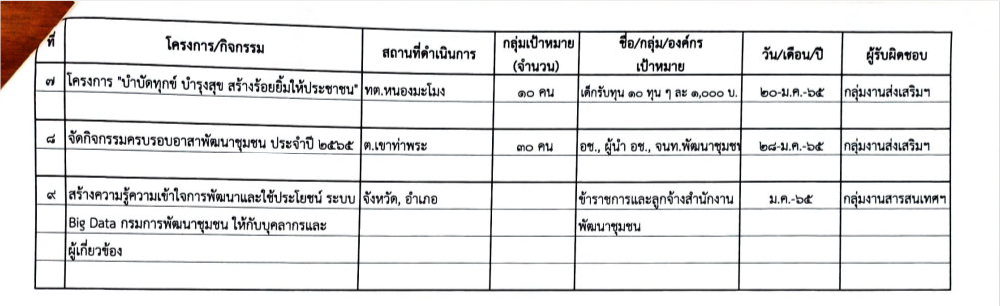 ที่ โครงการ/กิจกรรม สถานที่ดำเนินการ กลุ่มเป้าหมาย (จำนวน) ชื่อ/กลุ่ม/องค์กร เป้าหมาย วัน/เดือน/ปี ผู้รับผิดชอบ
๗ โครงการ "บำบัดทุกข์ บำรุงสุข สร้างรอยยิ้มให้ประชาชน" ทต.หนองมะโมง ๑๐ คน เด็กรับทุน ๑๐ ทุน ๆ ละ ๑,๐๐๐ บ. ๒๐-ม.ค.-๖๕ กลุ่มงานส่งเสริมฯ
๘ จัดกิจกรรมครบรอบอาสาพัฒนาชุมชน ประจำปี ๒๕๖๕ ต.เขาท่าพระ ๓๐ คน อช., ผู้นำ อช., จนท.พัฒนาชุมชน ๒๘-ม.ค.-๖๕ กลุ่มงานส่งเสริมฯ
๙ สร้างความรู้ความเข้าใจการพัฒนาและใช้ประโยชน์ ระบบ จังหวัด, อำเภอ ข้าราชการและลูกจ้างสำนักงาน ม.ค.-๖๕ กลุ่มงานสารสนเทศฯ
Big Data กรมการพัฒนาชุมชน ให้กับบุคลากรและ พัฒนาชุมชน
ผู้เกี่ยวข้อง